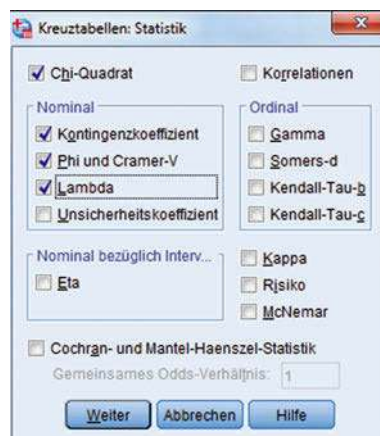 Kreuztabellen: Statistik
Chi-Quadrat
Korrelationen
Nominal
Kontingenzkoeffizient
Phi und Cramer-V
Lambda
Unsicherheitskoeffizient
Ordinal
Gamma
Somers-d
Kendall-Tau-b
Kendall-Tau-c
Nominal bezüglich Interv...
Eta
Kappa
Risiko
McNemar
Cochran- und Mantel-Haenszel-Statistik
Gemeinsames Odds-Verhältnis: 1
Weiter Abbrechen Hilfe